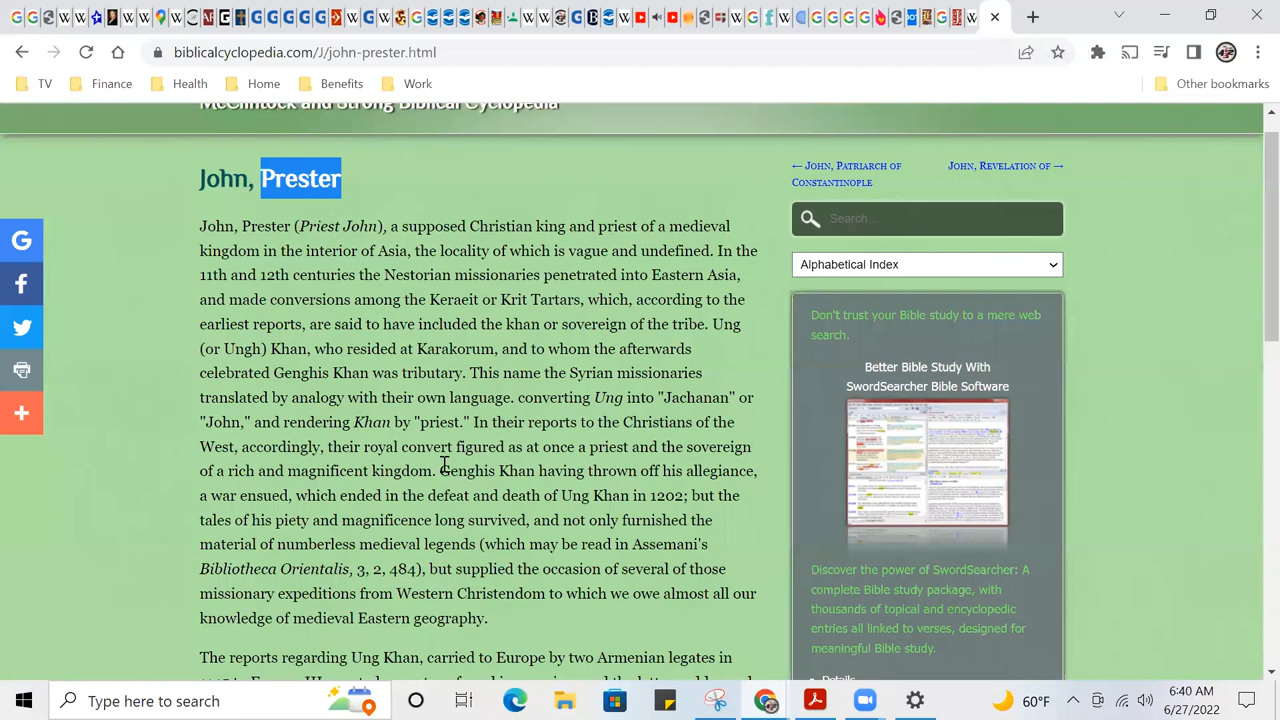 biblicalcyclopedia.com/J/john-prester.html
TV Finance Health Home Benefits Work Other bookmarks
McClintock and Strong Biblical Cyclopedia
John, Prester
John, Prester (Priest John), a supposed Christian king and priest of a medieval
kingdom in the interior of Asia, the locality of which is vague and undefined. In the
11th and 12th centuries the Nestorian missionaries penetrated into Eastern Asia,
and made conversions among the Keraeit or Krit Tartars, which, according to the
earliest reports, are said to have included the khan or sovereign of the tribe. Ung
(or Ungh) Khan, who resided at Karakorum, and to whom the afterwards
celebrated Genghis Khan was tributary. This name the Syrian missionaries
translated by analogy with their own language. converting Ung into "Jachanan" or
"John," and rendering Khan by "priest." In their reports to the Christians of the
West, accordingly, their royal convert figured as at once a priest and the sovereign
of a rich and magnificent kingdom. Genghis Khan having thrown off his allegiance,
a war ensued, which ended in the defeat and death of Ung Khan in 1202; but the
tales of his piety and magnificence long survived, and not only furnished the
material of numberless medieval legends (which may be read in Assemani's
Bibliotheca Orientalis, 3, 2, 484), but supplied the occasion of several of those
missionary expeditions from Western Christendom to which we owe almost all our
knowledge of medieval Eastern geography.
The reports regarding Ung Khan, carried to Europe by two Armenian legates in
← John, Patriarch of
Constantinople
John, Revelation of →
Search...
Alphabetical Index
Don't trust your Bible study to a mere web
search.
Better Bible Study With
SwordSearcher Bible Software
Discover the power of SwordSearcher: A
complete Bible study package, with
thousands of topical and encyclopedic
entries all linked to verses, designed for
meaningful Bible study.
Details
Type here to search
60°F
6:40 AM
6/27/2022